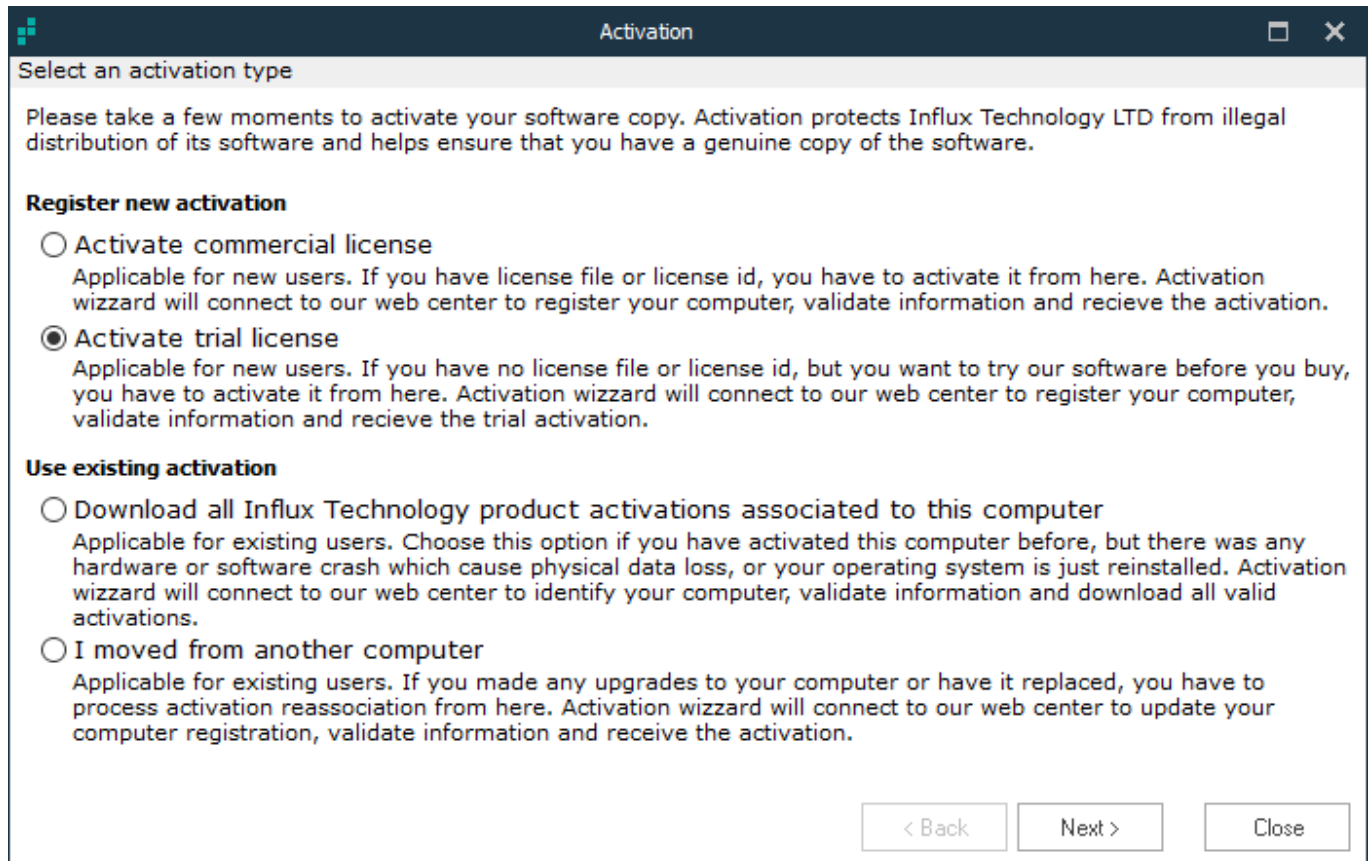 Activation
Select an activation type
Please take a few moments to activate your software copy. Activation protects Influx Technology LTD from illegal
distribution of its software and helps ensure that you have a genuine copy of the software.
Register new activation
Activate commercial license
Applicable for new users. If you have license file or license id, you have to activate it from here. Activation
wizzard will connect to our web center to register your computer, validate information and recieve the activation.
Activate trial license
Applicable for new users. If you have no license file or license id, but you want to try our software before you buy,
you have to activate it from here. Activation wizzard will connect to our web center to register your computer,
validate information and recieve the trial activation.
Use existing activation
Download all Influx Technology product activations associated to this computer
Applicable for existing users. Choose this option if you have activated this computer before, but there was any
hardware or software crash which cause physical data loss, or your operating system is just reinstalled. Activation
wizzard will connect to our web center to identify your computer, validate information and download all valid
activations.
I moved from another computer
Applicable for existing users. If you made any upgrades to your computer or have it replaced, you have to
process activation reassociation from here. Activation wizzard will connect to our web center to update your
computer registration, validate information and receive the activation.
< Back Next > Close